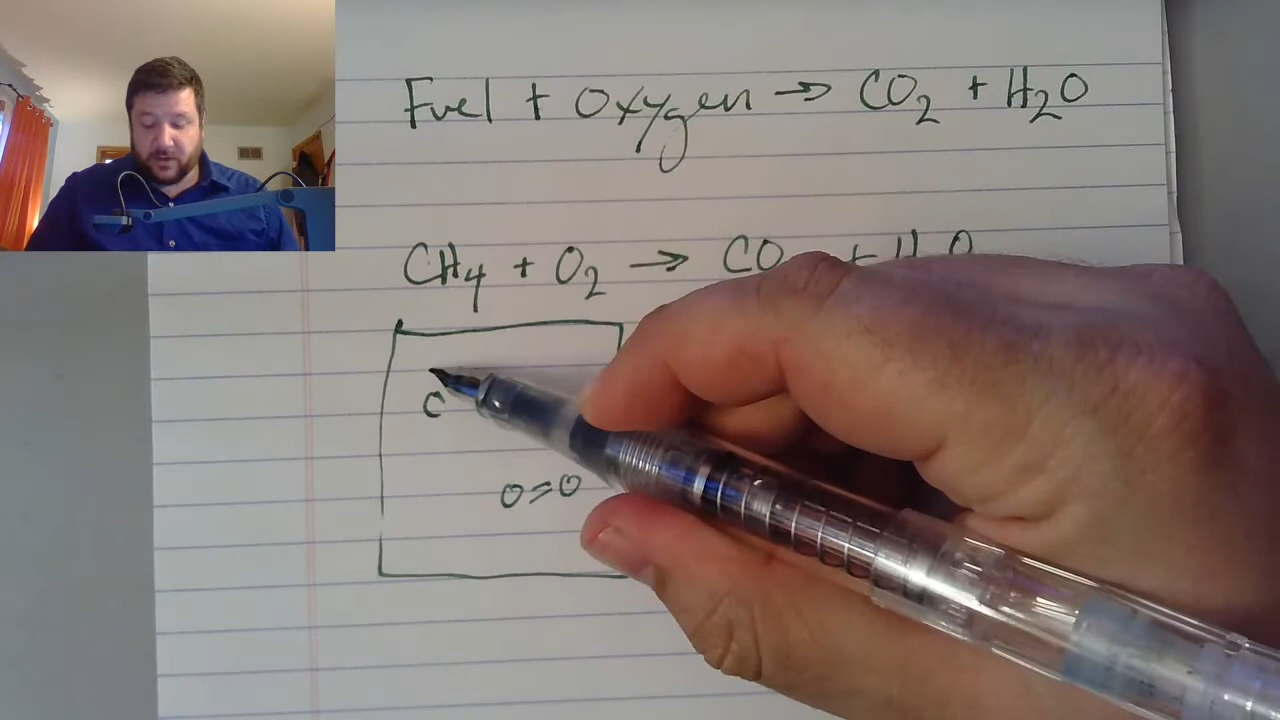 Fuel + Oxygen → CO₂ + H₂O
CH₄ + O₂ → CO + H O
C
O=O